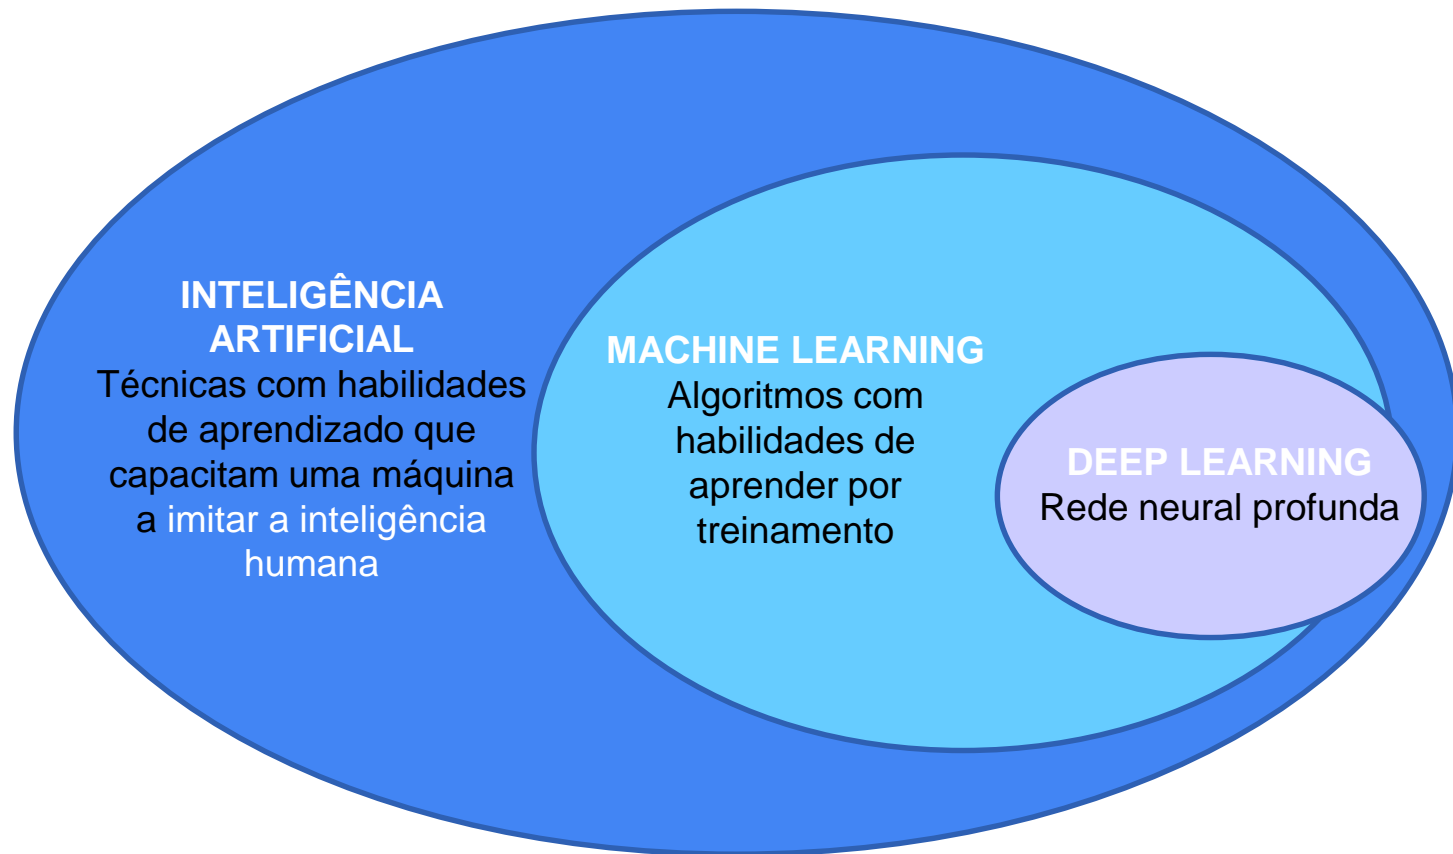 INTELIGÊNCIA
ARTIFICIAL
Técnicas com habilidades
de aprendizado que
capacitam uma máquina
a imitar a inteligência
humana
MACHINE LEARNING
Algoritmos com
habilidades de
aprender por
treinamento
DEEP LEARNING
Rede neural profunda